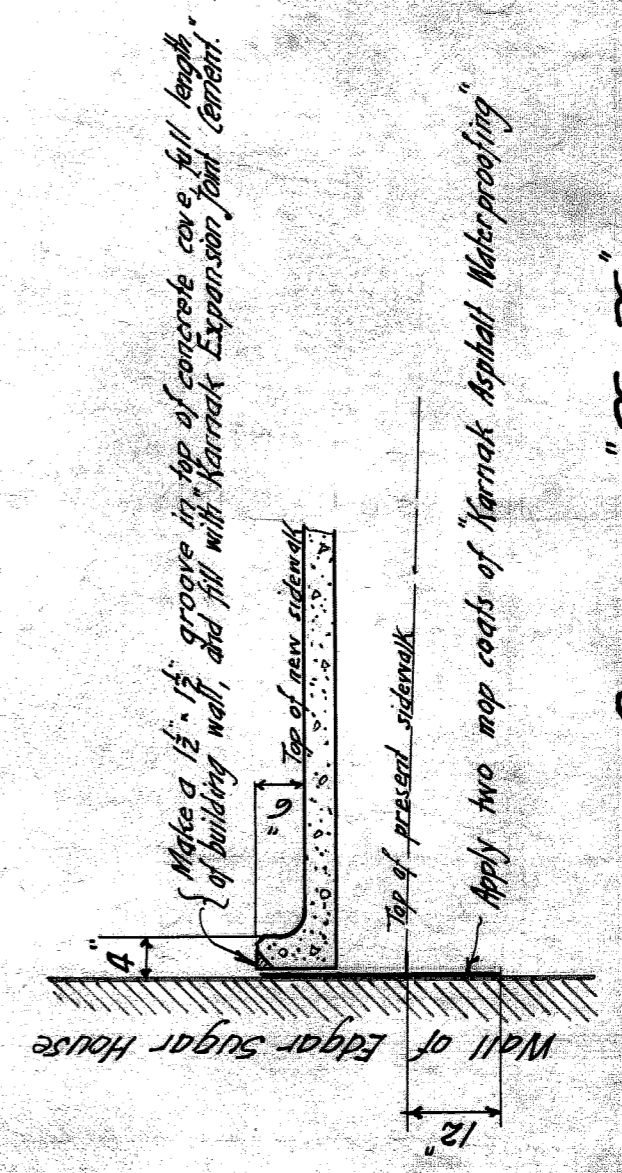 Make a 1½" × 1½" groove in top of concrete cove full length
of building wall, and fill with "Karnak Expansion Joint Cement."
4"
6"
Top of new sidewalk
Top of present sidewalk
Apply two mop coats of "Karnak Asphalt Waterproofing"
Wall of Edgar Sugar House
12"